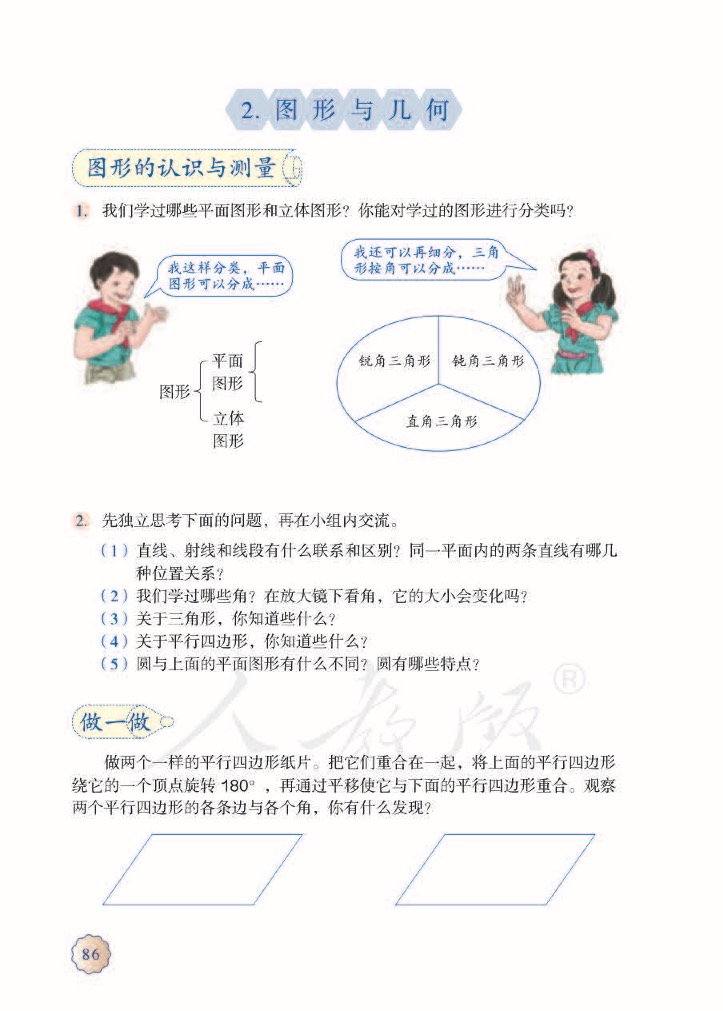 2. 图形与几何
图形的认识与测量
1. 我们学过哪些平面图形和立体图形？你能对学过的图形进行分类吗？
我这样分类，平面
图形可以分成……
我还可以再细分，三角
形按角可以分成……
图形
平面
图形
立体
图形
锐角三角形
钝角三角形
直角三角形
2. 先独立思考下面的问题，再在小组内交流。
（1）直线、射线和线段有什么联系和区别？同一平面内的两条直线有哪几
种位置关系？
（2）我们学过哪些角？在放大镜下看角，它的大小会变化吗？
（3）关于三角形，你知道些什么？
（4）关于平行四边形，你知道些什么？
（5）圆与上面的平面图形有什么不同？圆有哪些特点？
人教版®
做一做
做两个一样的平行四边形纸片。把它们重合在一起，将上面的平行四边形
绕它的一个顶点旋转 180°，再通过平移使它与下面的平行四边形重合。观察
两个平行四边形的各条边与各个角，你有什么发现？
86